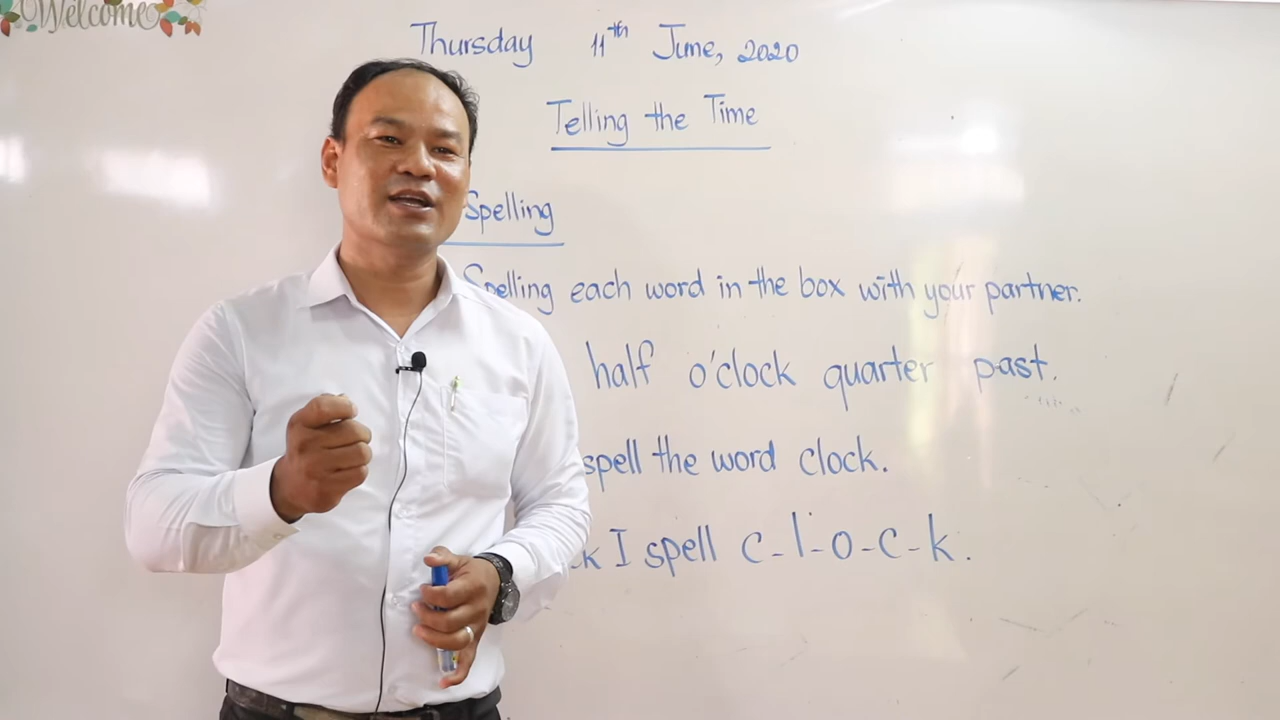 Welcome
Thursday 11th June, 2020
Telling the Time
Spelling
Spelling each word in the box with your partner.
half o'clock quarter past.
spell the word clock.
I spell c-l-o-c-k.